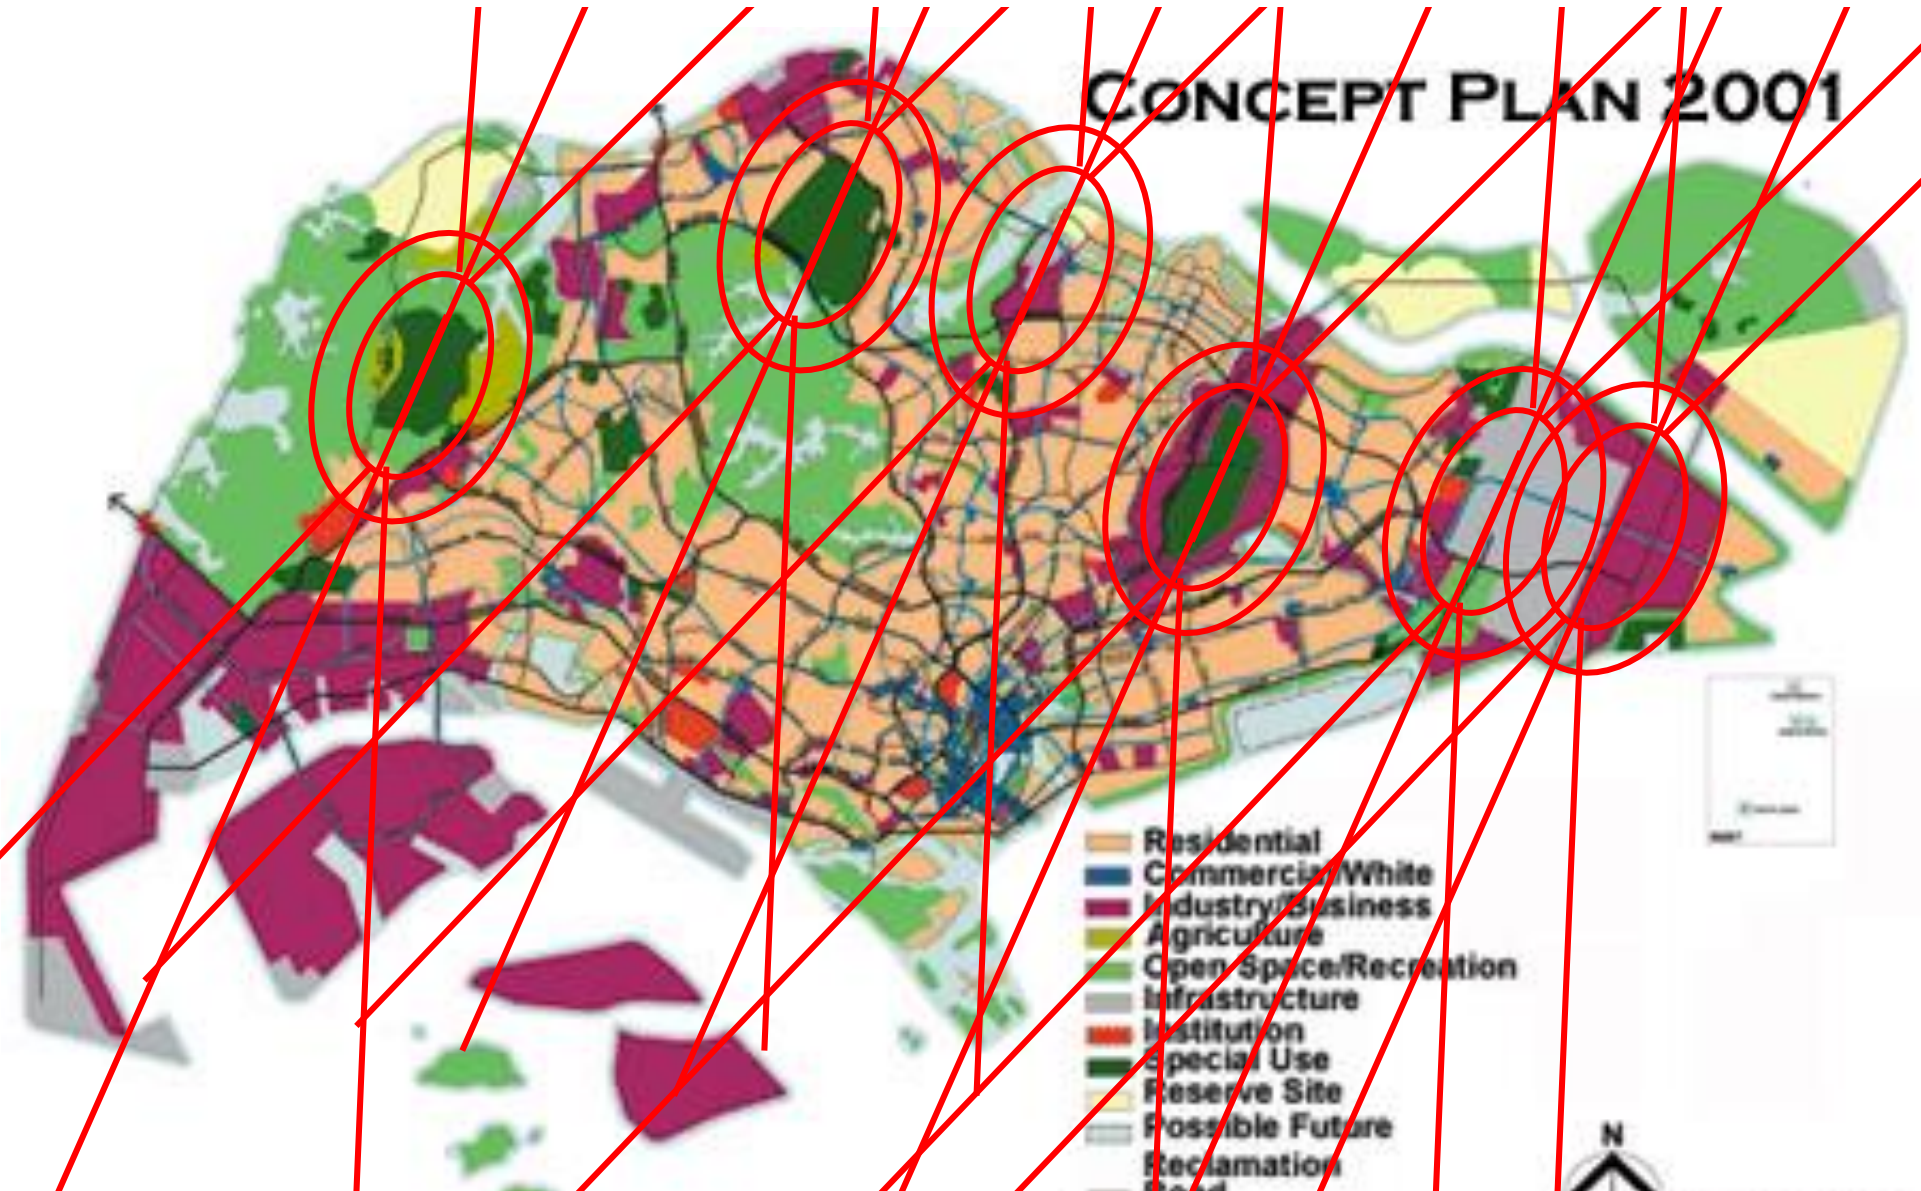 CONCEPT PLAN 2001
Residential
Commercial/White
Industry/Business
Agriculture
Open Space/Recreation
Infrastructure
Institution
Special Use
Reserve Site
Possible Future
Reclamation
Road
N